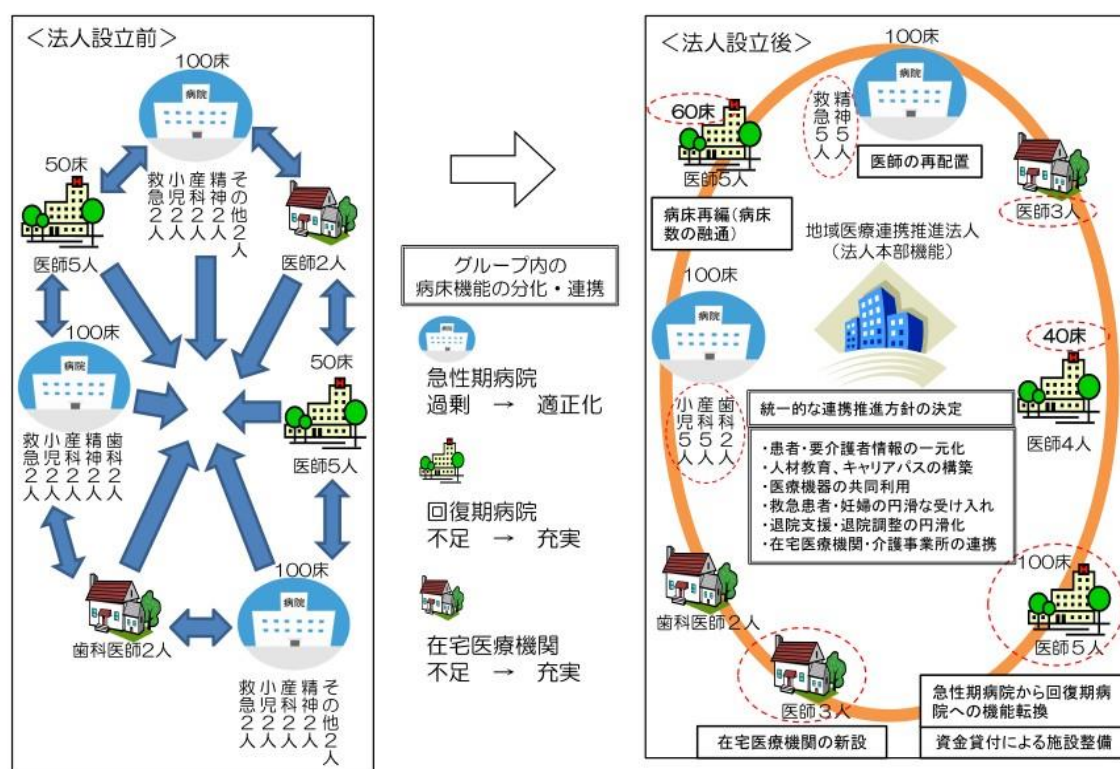 ＜法人設立前＞
100床
病院
救急2人
小児2人
産科2人
精神2人
その他2人
50床
H
医師5人
医師2人
100床
病院
救急2人
小児2人
産科2人
精神2人
歯科2人
50床
H
医師5人
歯科医師2人
100床
病院
救急2人
小児2人
産科2人
精神2人
その他2人
グループ内の
病床機能の分化・連携
病院
急性期病院
過剰 → 適正化
H
回復期病院
不足 → 充実
在宅医療機関
不足 → 充実
＜法人設立後＞
100床
病院
救急5人
精神5人
医師の再配置
60床
H
医師5人
病床再編（病床
数の融通）
医師3人
地域医療連携推進法人
（法人本部機能）
100床
病院
小児5人
産科5人
歯科2人
40床
H
医師4人
統一的な連携推進方針の決定
・患者・要介護者情報の一元化
・人材教育、キャリアパスの構築
・医療機器の共同利用
・救急患者・妊婦の円滑な受け入れ
・退院支援・退院調整の円滑化
・在宅医療機関・介護事業所の連携
歯科医師2人
100床
H
医師5人
医師3人
在宅医療機関の新設
急性期病院から回復期病
院への機能転換
資金貸付による施設整備